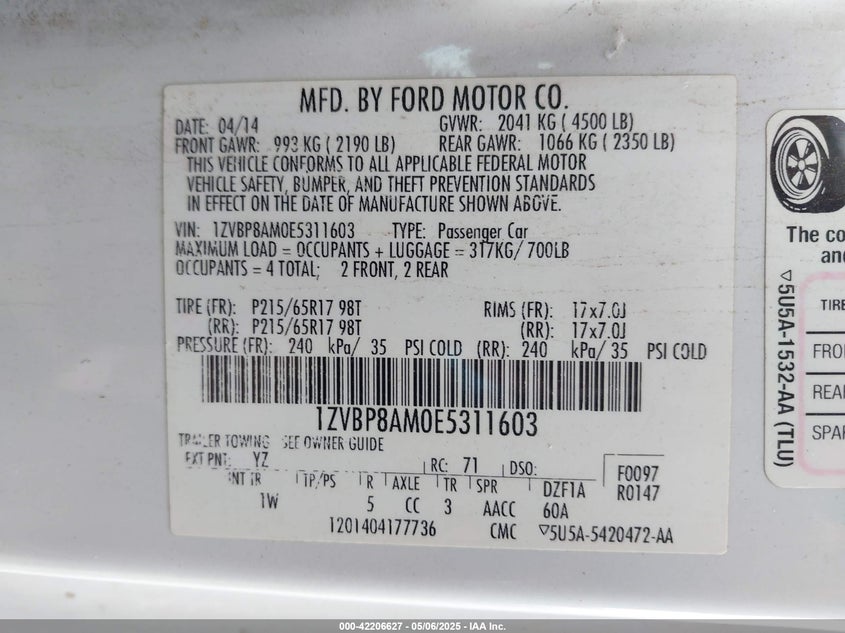 MFD. BY FORD MOTOR CO.
DATE: 04/14 GVWR: 2041 KG ( 4500 LB)
FRONT GAWR: 993 KG ( 2190 LB) REAR GAWR: 1066 KG ( 2350 LB)
THIS VEHICLE CONFORMS TO ALL APPLICABLE FEDERAL MOTOR
VEHICLE SAFETY, BUMPER, AND THEFT PREVENTION STANDARDS
IN EFFECT ON THE DATE OF MANUFACTURE SHOWN ABOVE.
VIN: 1ZVBP8AM0E5311603 TYPE: Passenger Car
MAXIMUM LOAD = OCCUPANTS + LUGGAGE = 317KG/ 700LB
OCCUPANTS = 4 TOTAL; 2 FRONT, 2 REAR
TIRE (FR): P215/65R17 98T RIMS (FR): 17x7.0J
(RR): P215/65R17 98T (RR): 17x7.0J
PRESSURE (FR): 240 kPa/ 35 PSI COLD (RR): 240 kPa/ 35 PSI COLD
1ZVBP8AM0E5311603
TRAILER TOWING SEE OWNER GUIDE
EXT PNT: YZ RC: 71 DSO: F0097
INT TR TP/PS R AXLE TR SPR DZF1A R0147
1W 5 CC 3 AACC 60A
1201404177736 CMC ▽5U5A-5420472-AA
The co
and
▽5U5A-1532-AA (TLU)
TIRE
FRO
REAR
SPAR
000-42206627 - 05/06/2025 - IAA Inc.